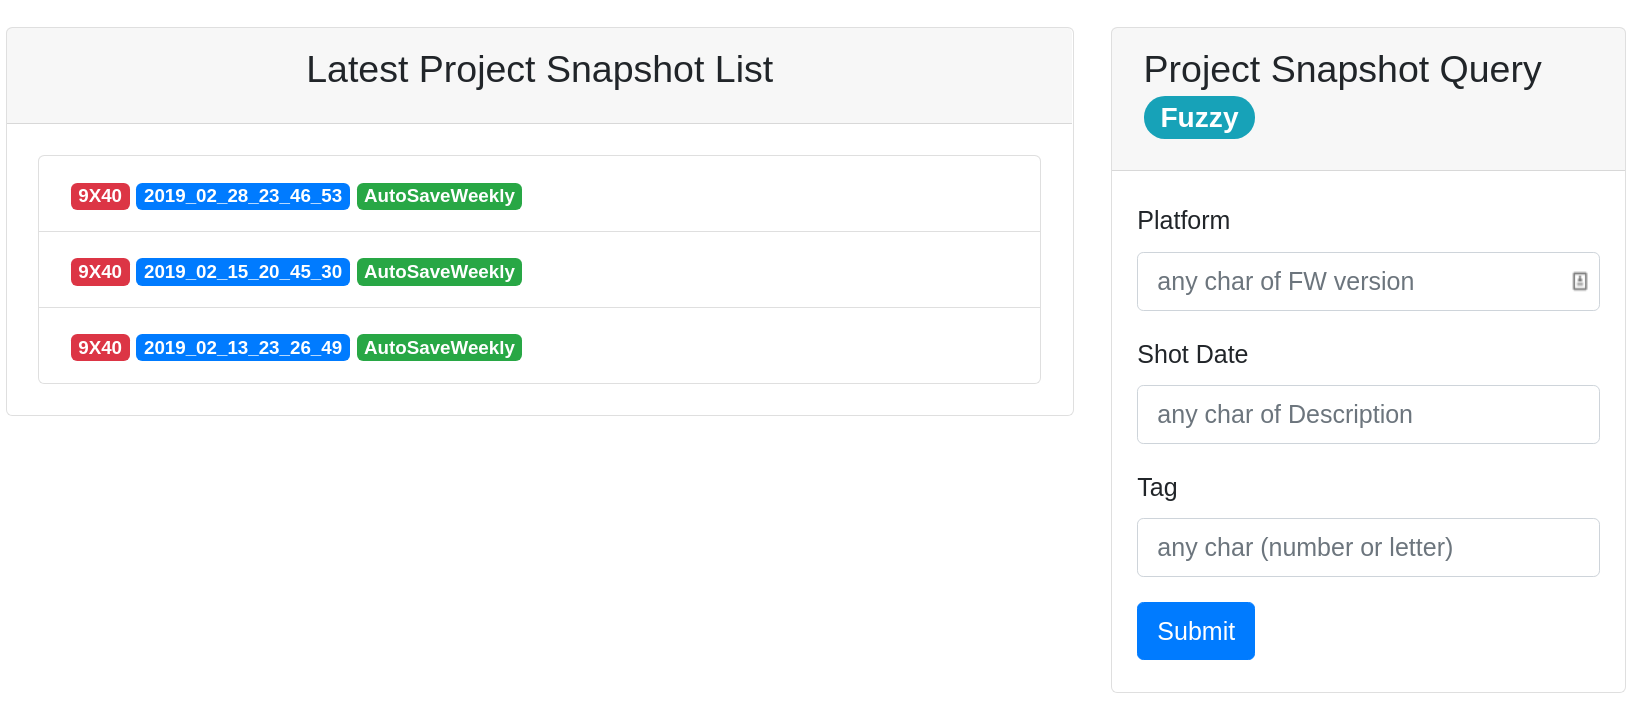 Latest Project Snapshot List
9X40 2019_02_28_23_46_53 AutoSaveWeekly
9X40 2019_02_15_20_45_30 AutoSaveWeekly
9X40 2019_02_13_23_26_49 AutoSaveWeekly
Project Snapshot Query
Fuzzy
Platform
any char of FW version
Shot Date
any char of Description
Tag
any char (number or letter)
Submit